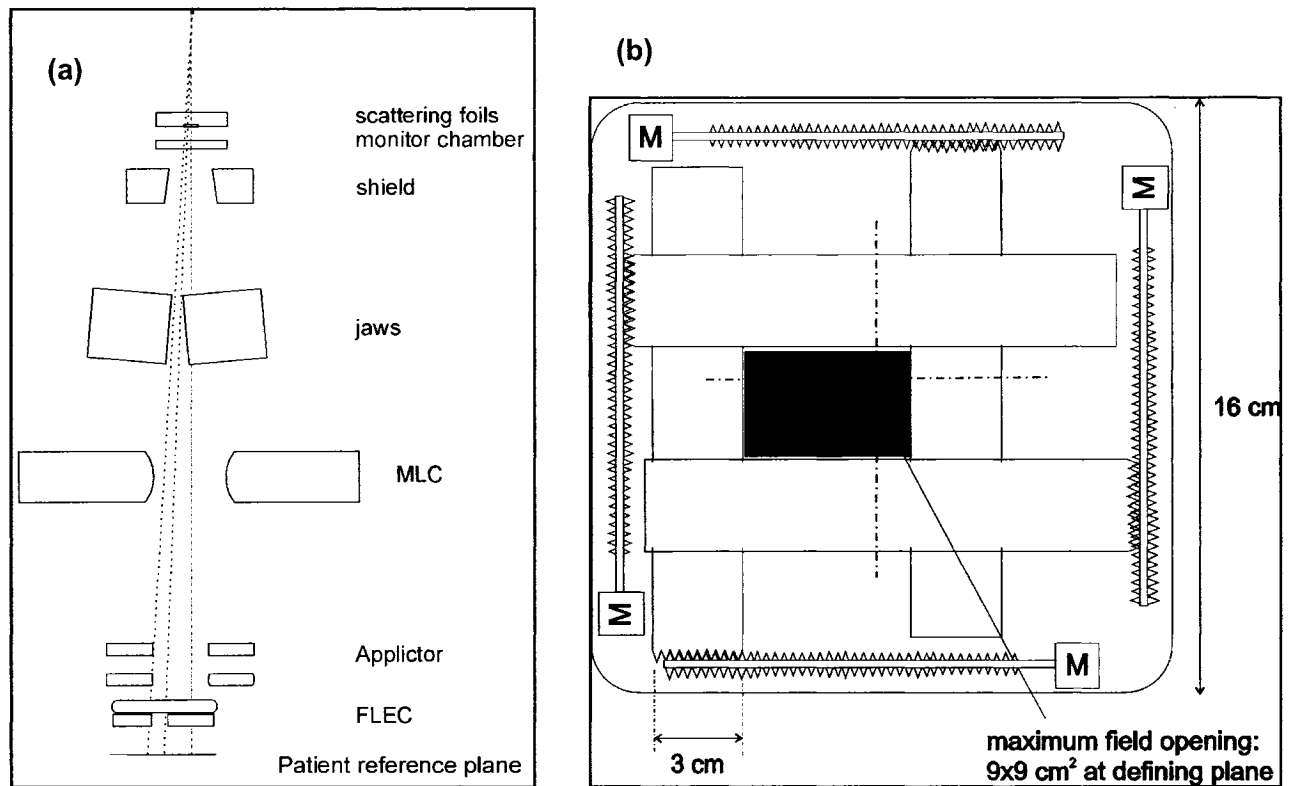 (a)
scattering foils
monitor chamber
shield
jaws
MLC
Applictor
FLEC
Patient reference plane
(b)
M
M
M
M
16 cm
3 cm
maximum field opening:
9x9 cm² at defining plane